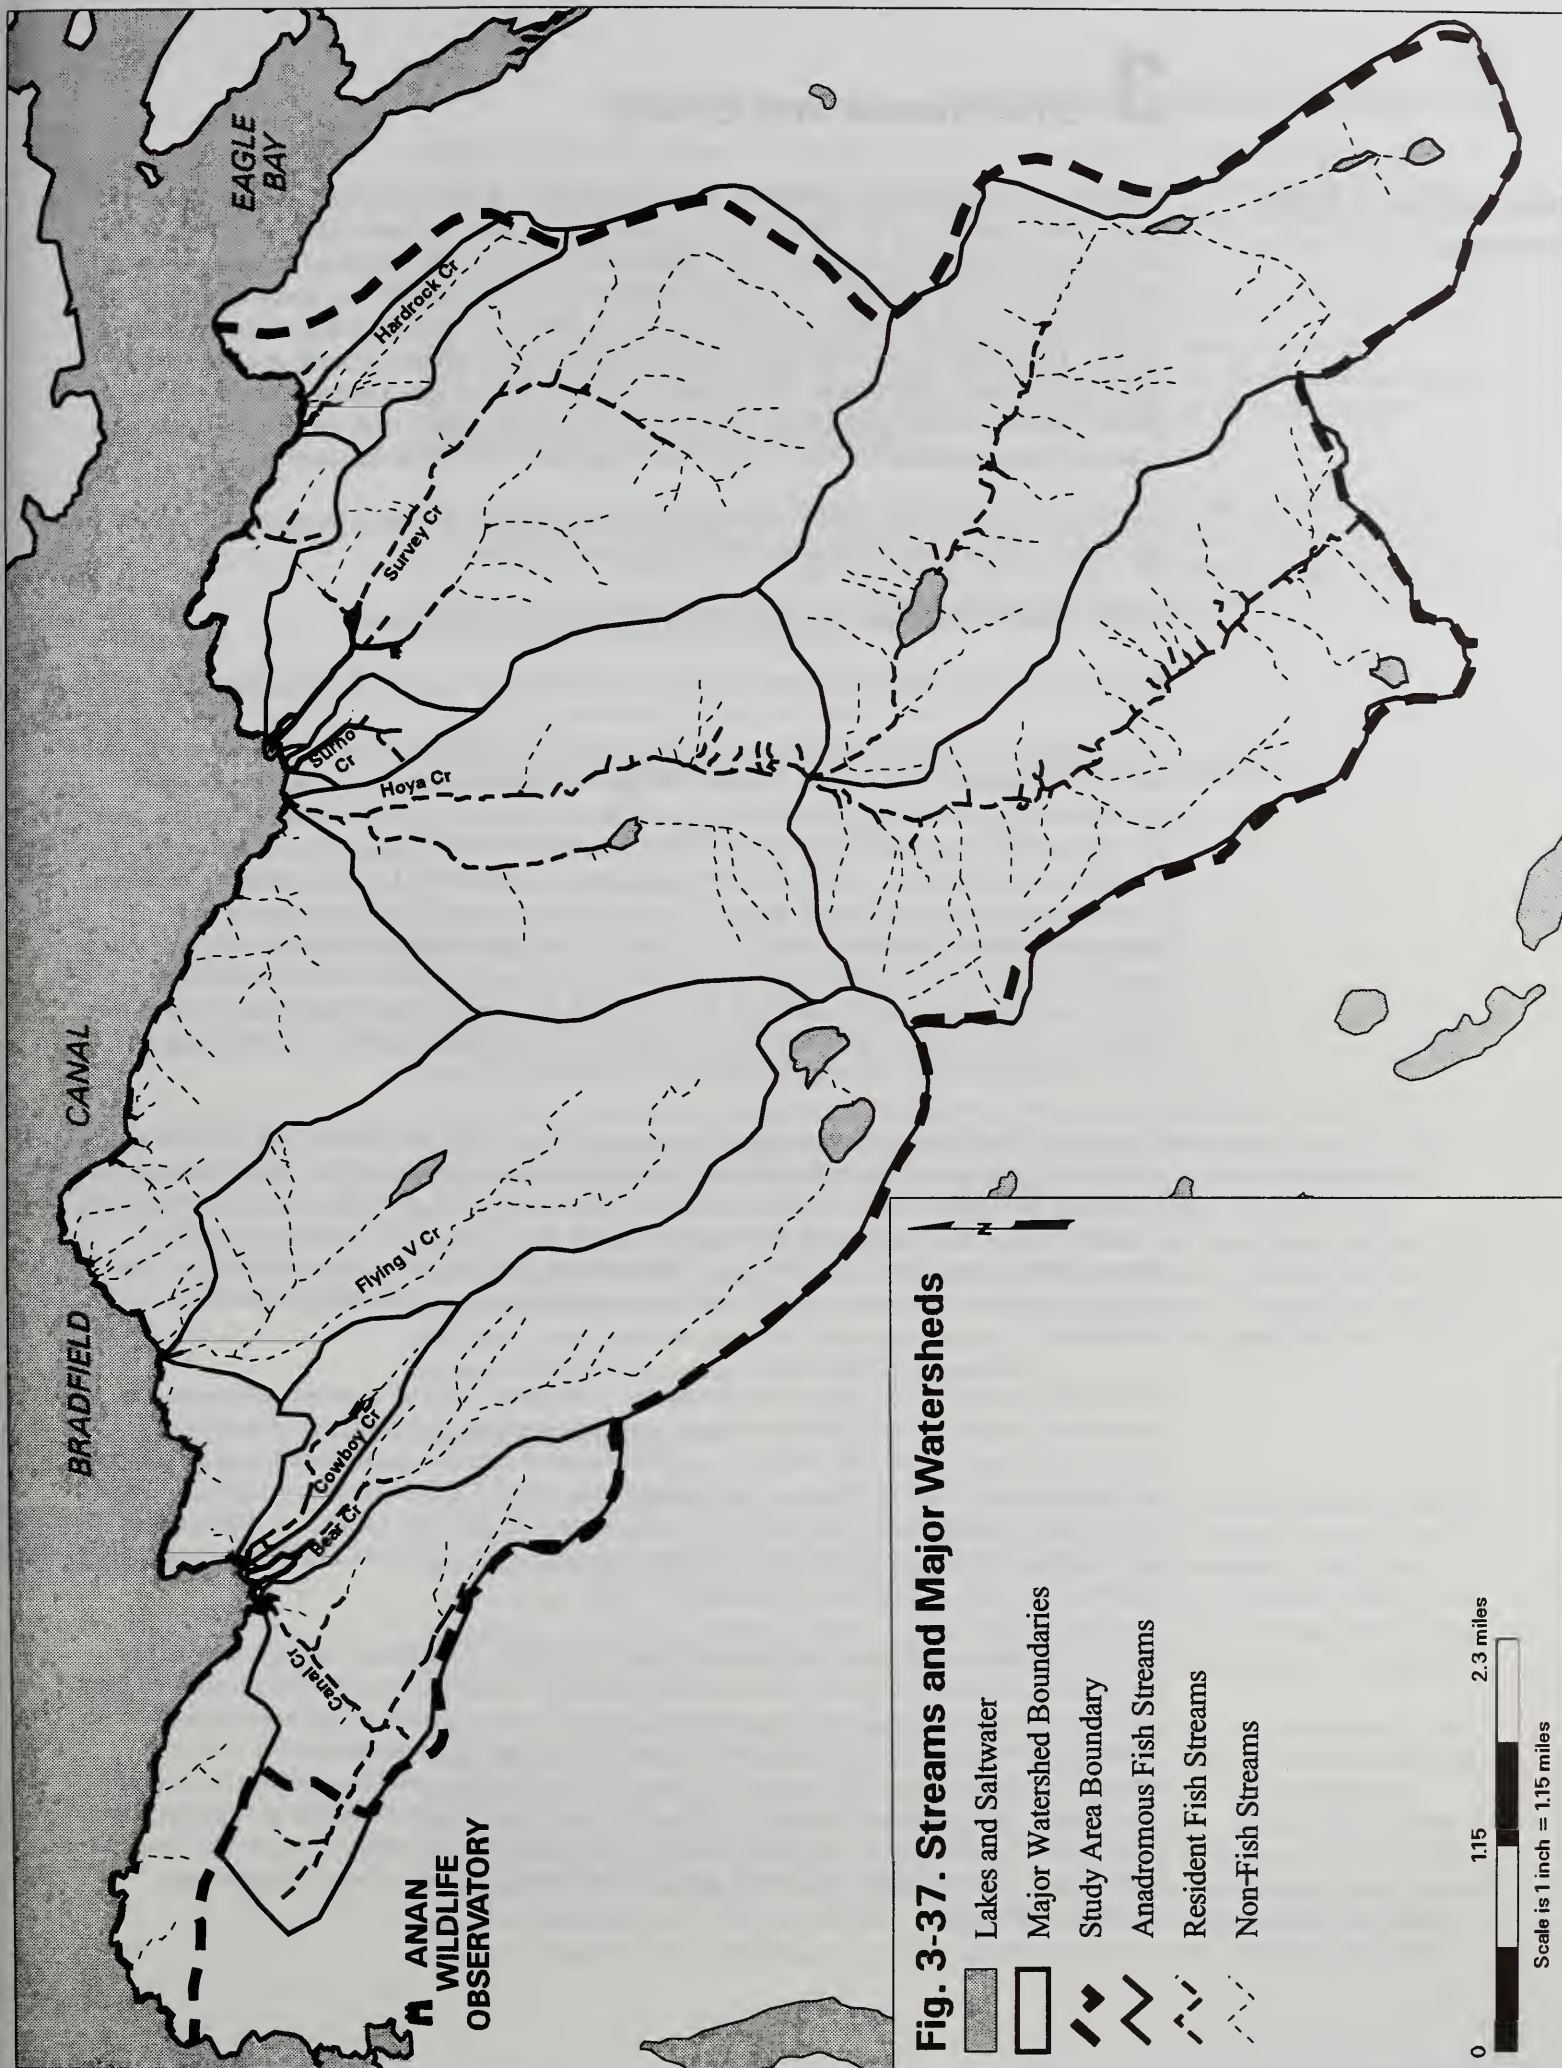 EAGLE
BAY
BRADFIELD CANAL
Hardrock Cr
Survey Cr
Surno
Cr
Hoya Cr
Flying V Cr
Cowboy Cr
Bear Cr
Canal Cr
ANAN
WILDLIFE
OBSERVATORY
Fig. 3-37. Streams and Major Watersheds
N
Lakes and Saltwater
Major Watershed Boundaries
Study Area Boundary
Anadromous Fish Streams
Resident Fish Streams
Non-Fish Streams
0 1.15 2.3 miles
Scale is 1 inch = 1.15 miles